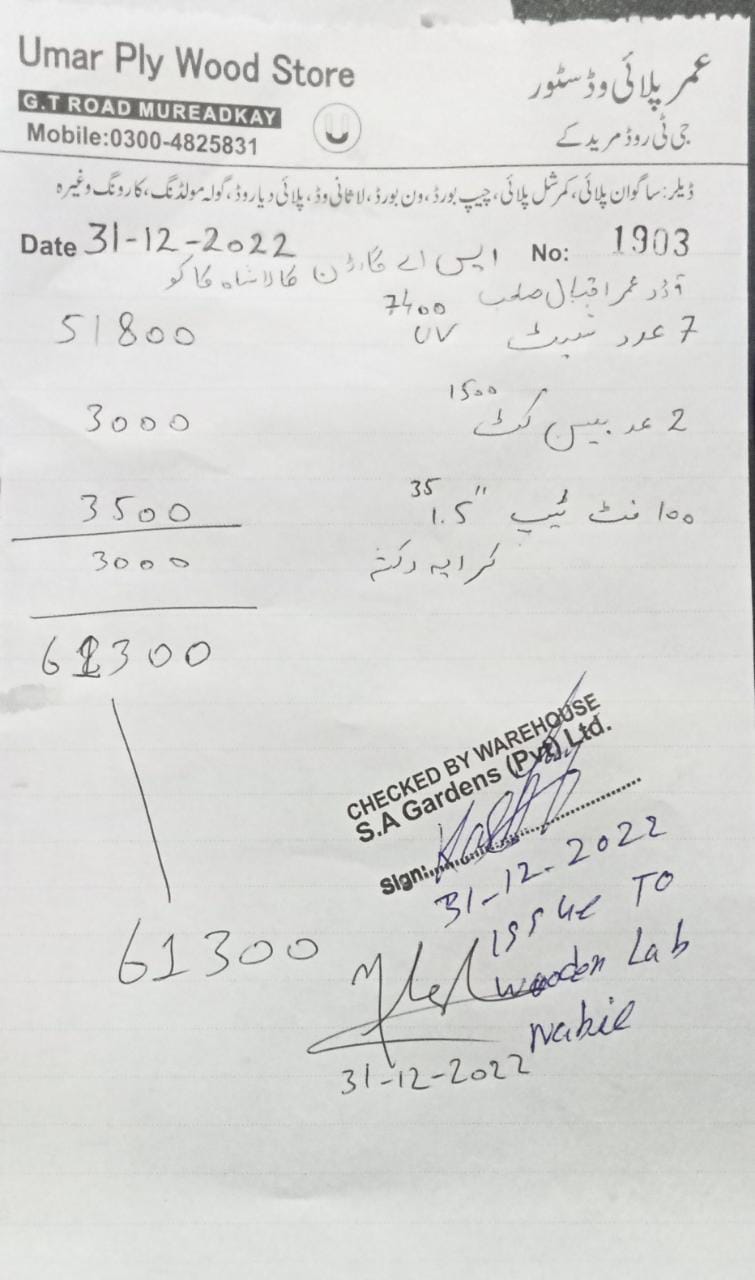 Umar Ply Wood Store
عمر پلائی وڈ سٹور
G.T ROAD MUREADKAY
جی ٹی روڈ مریدکے
Mobile:0300-4825831
ڈیلر: ساگوان پلائی، کمرشل پلائی، چیپ بورڈ، ون بورڈ، لاثانی وڈ، پلائی دیار وڈ، گولہ مولڈنگ، کارونگ وغیرہ
Date 31-12-2022 No: 1903
ایس اے گارڈن کالا شاہ کاکو
آڈر عمر اقبال صاحب
7 عدد شیٹ UV 7400 51800
2 عدد بیس کٹ 1500 3000
100 فٹ ٹیپ 1.5" 35 3500
کرایہ رکشہ 3000
61300
61300
CHECKED BY WAREHOUSE
S.A Gardens (Pvt) Ltd.
Sign:
31-12-2022
Issue To
wooden Lab
Nabil
31-12-2022